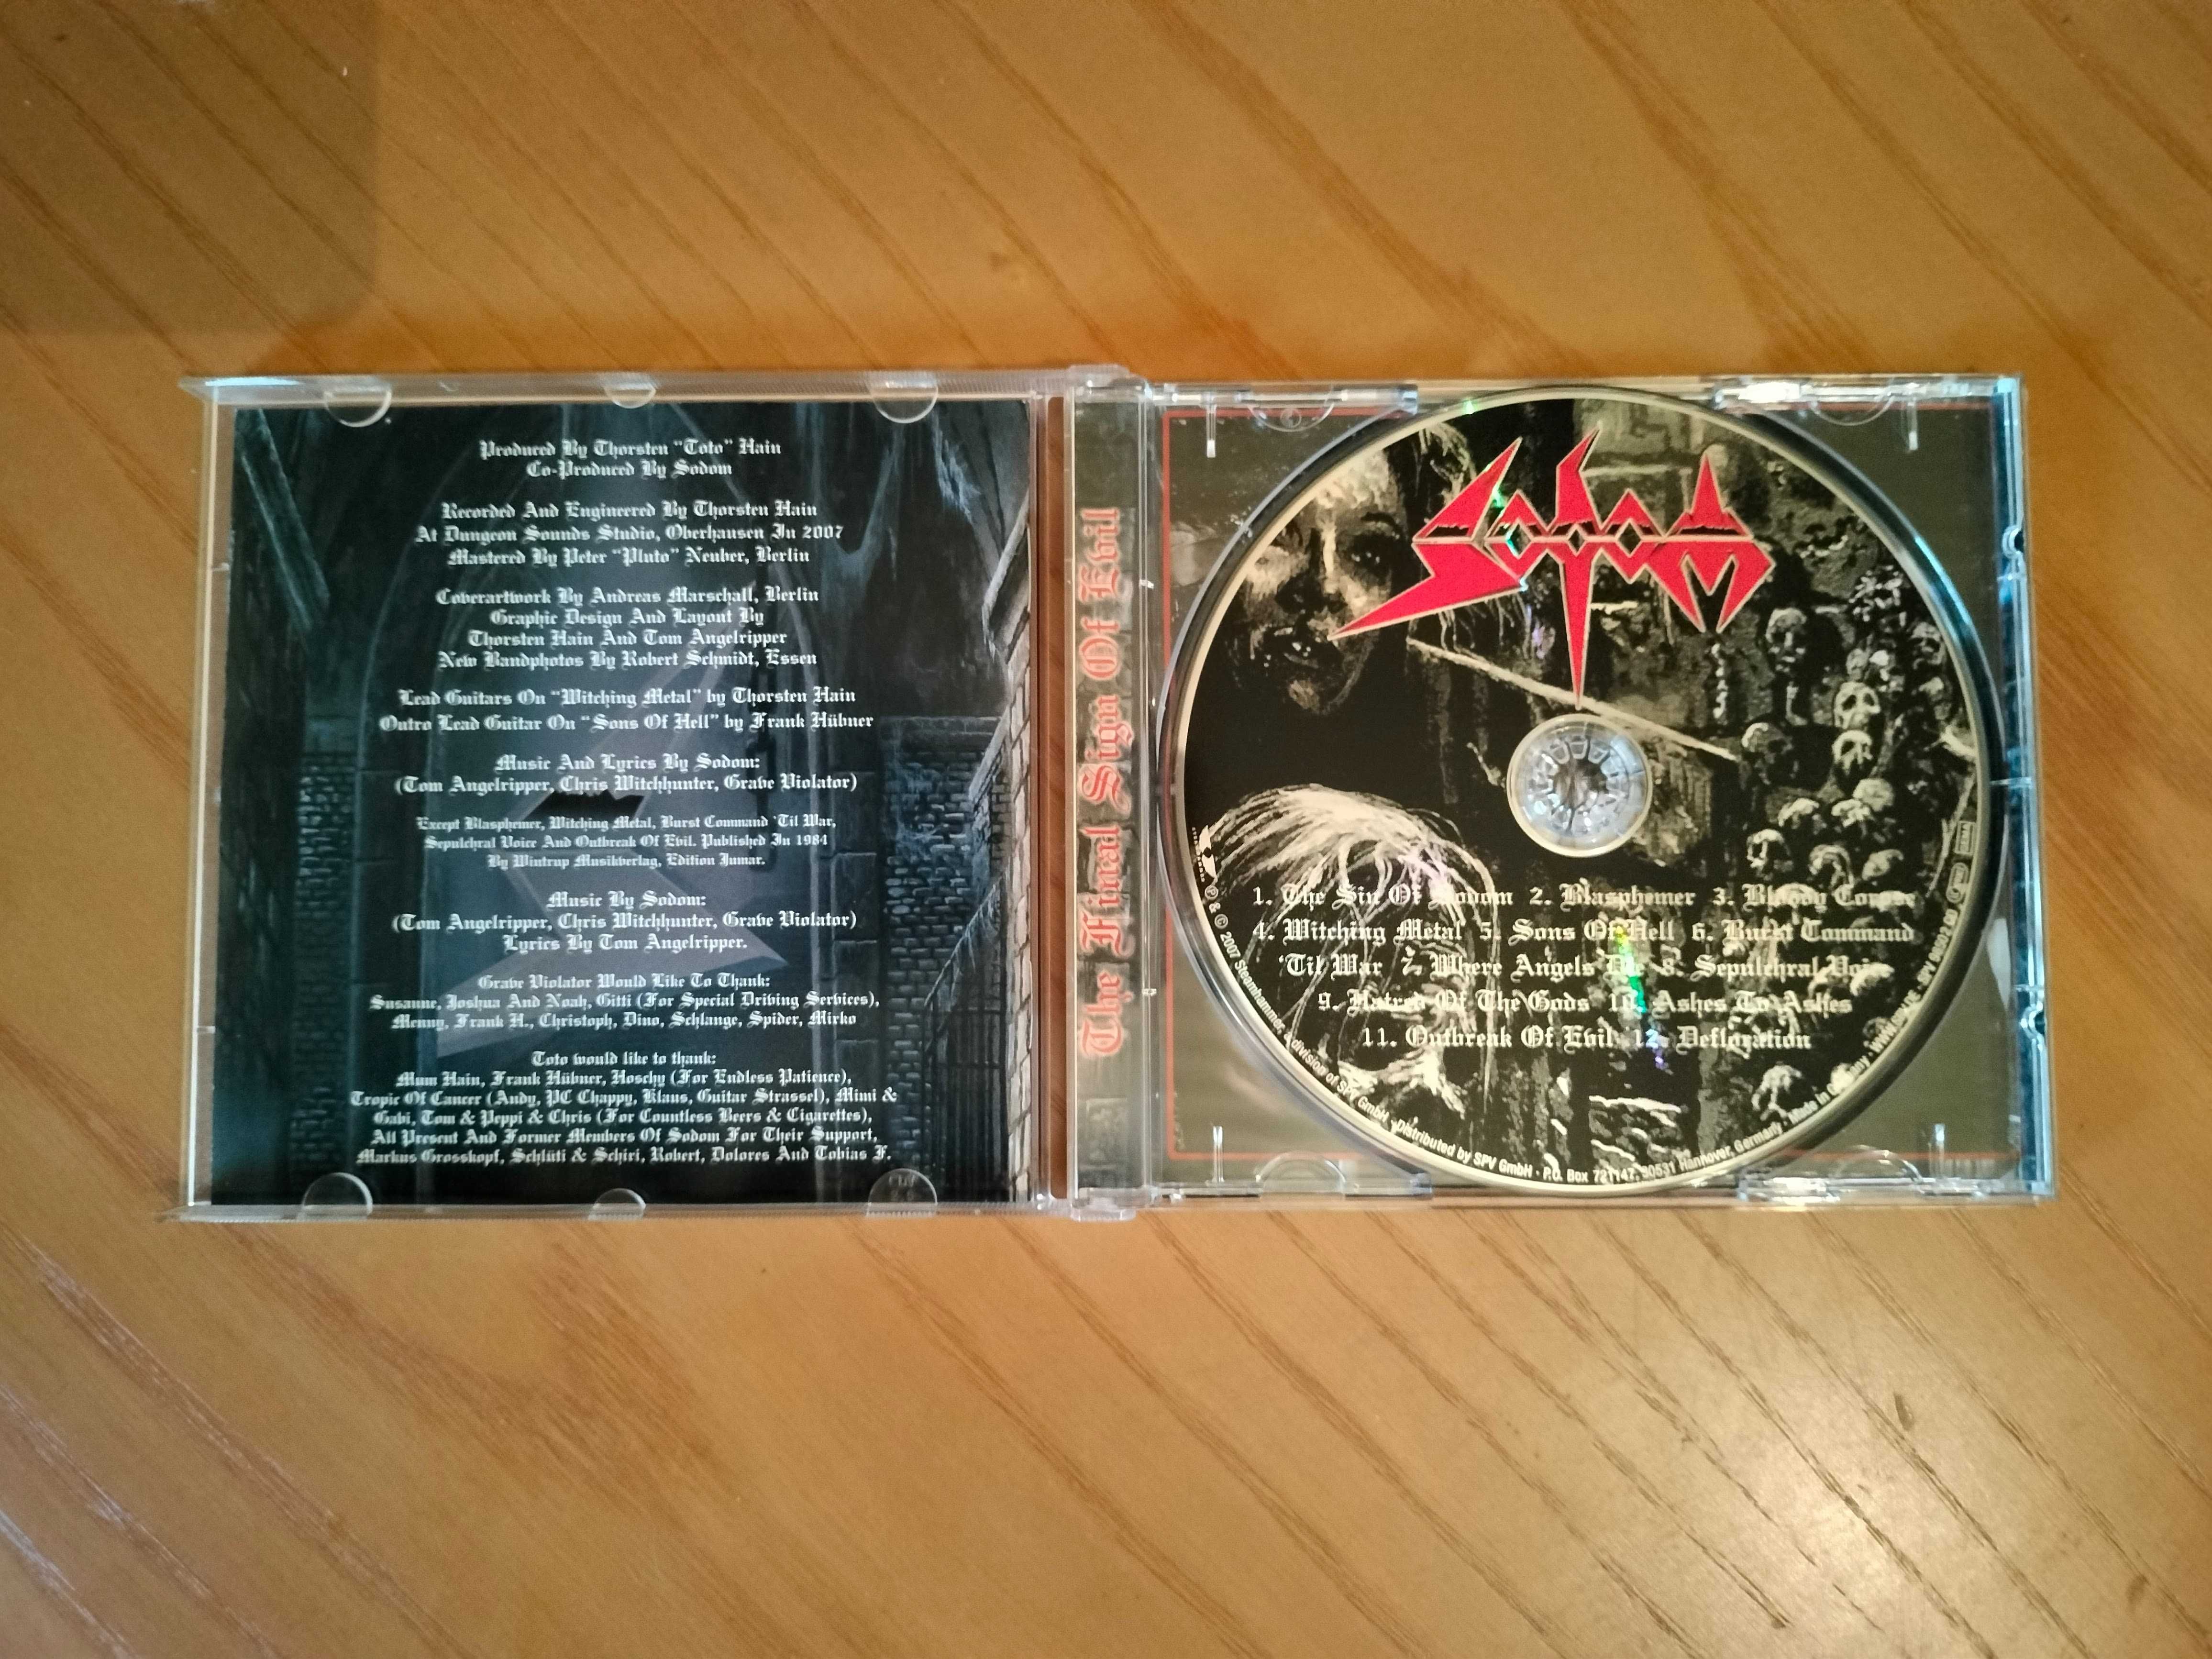 Produced By Thorsten "Toto" Hain
Co-Produced By Sodom
Recorded And Engineered By Thorsten Hain
At Dungeon Sounds Studio, Oberhausen In 2007
Mastered By Peter "Pluto" Neuber, Berlin
Coverartwork By Andreas Marschall, Berlin
Graphic Design And Layout By
Thorsten Hain And Tom Angelripper
New Bandphotos By Robert Schmidt, Essen
Lead Guitars On "Witching Metal" by Thorsten Hain
Outro Lead Guitar On "Sons Of Hell" by Frank Hübner
Music And Lyrics By Sodom:
(Tom Angelripper, Chris Witchhunter, Grave Violator)
Except Blasphemer, Witching Metal, Burst Command 'Til War,
Sepulchral Voice And Outbreak Of Evil. Published In 1984
By Wintrup Musikverlag, Edition Jumar.
Music By Sodom:
(Tom Angelripper, Chris Witchhunter, Grave Violator)
Lyrics By Tom Angelripper.
Grave Violator Would Like To Thank:
Susanne, Joshua And Noah, Gitti (For Special Driving Services),
Menny, Frank H., Christoph, Dino, Schlange, Spider, Mirko
Toto would like to thank:
Mum Hain, Frank Hübner, Hoschy (For Endless Patience),
Tropic Of Cancer (Andy, PC Chappy, Klaus, Guitar Strassel), Mimi &
Gabi, Tom & Peppi & Chris (For Countless Beers & Cigarettes),
All Present And Former Members Of Sodom For Their Support,
Markus Grosskopf, Schlüti & Schiri, Robert, Dolores And Tobias F.
The Final Sign Of Evil
SODOM
1. The Sin Of Sodom 2. Blasphemer 3. Bloody Corpse
4. Witching Metal 5. Sons Of Hell 6. Burst Command
'Til War 7. Where Angels Die 8. Sepulchral Voice
9. Hatred Of The Gods 10. Ashes To Ashes
11. Outbreak Of Evil 12. Defloration
℗ & © 2007 Steamhammer, a division of SPV GmbH · Distributed by SPV GmbH · P.O. Box 721147, 30531 Hannover, Germany · Made in Germany